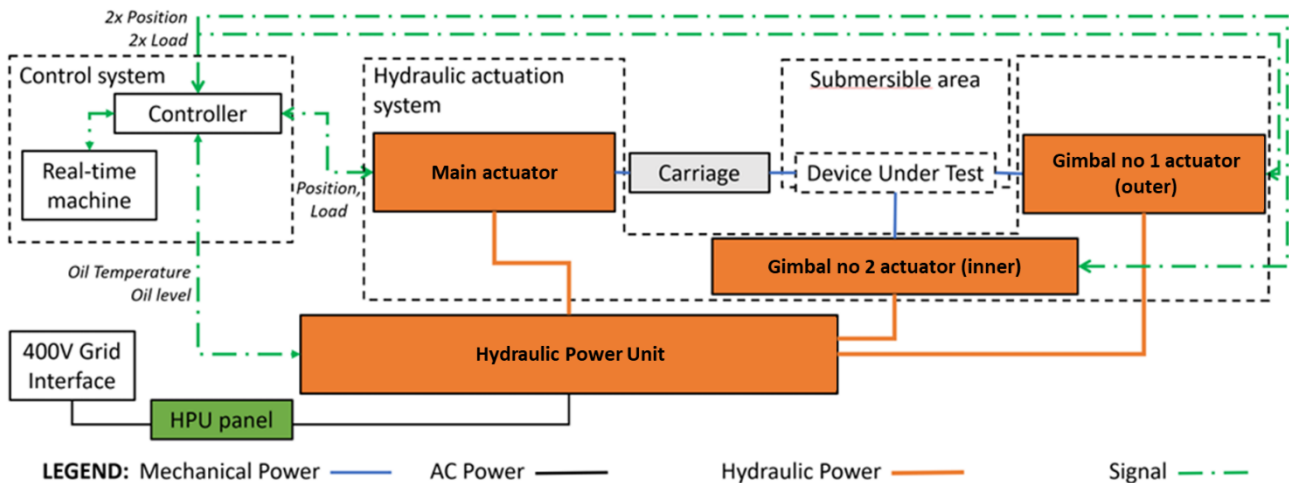 2x Position
2x Load
Control system
Controller
Real-time
machine
Position,
Load
Hydraulic actuation
system
Main actuator
Carriage
Submersible area
Device Under Test
Gimbal no 1 actuator
(outer)
Gimbal no 2 actuator (inner)
Oil Temperature
Oil level
400V Grid
Interface
Hydraulic Power Unit
HPU panel
LEGEND: Mechanical Power AC Power Hydraulic Power Signal